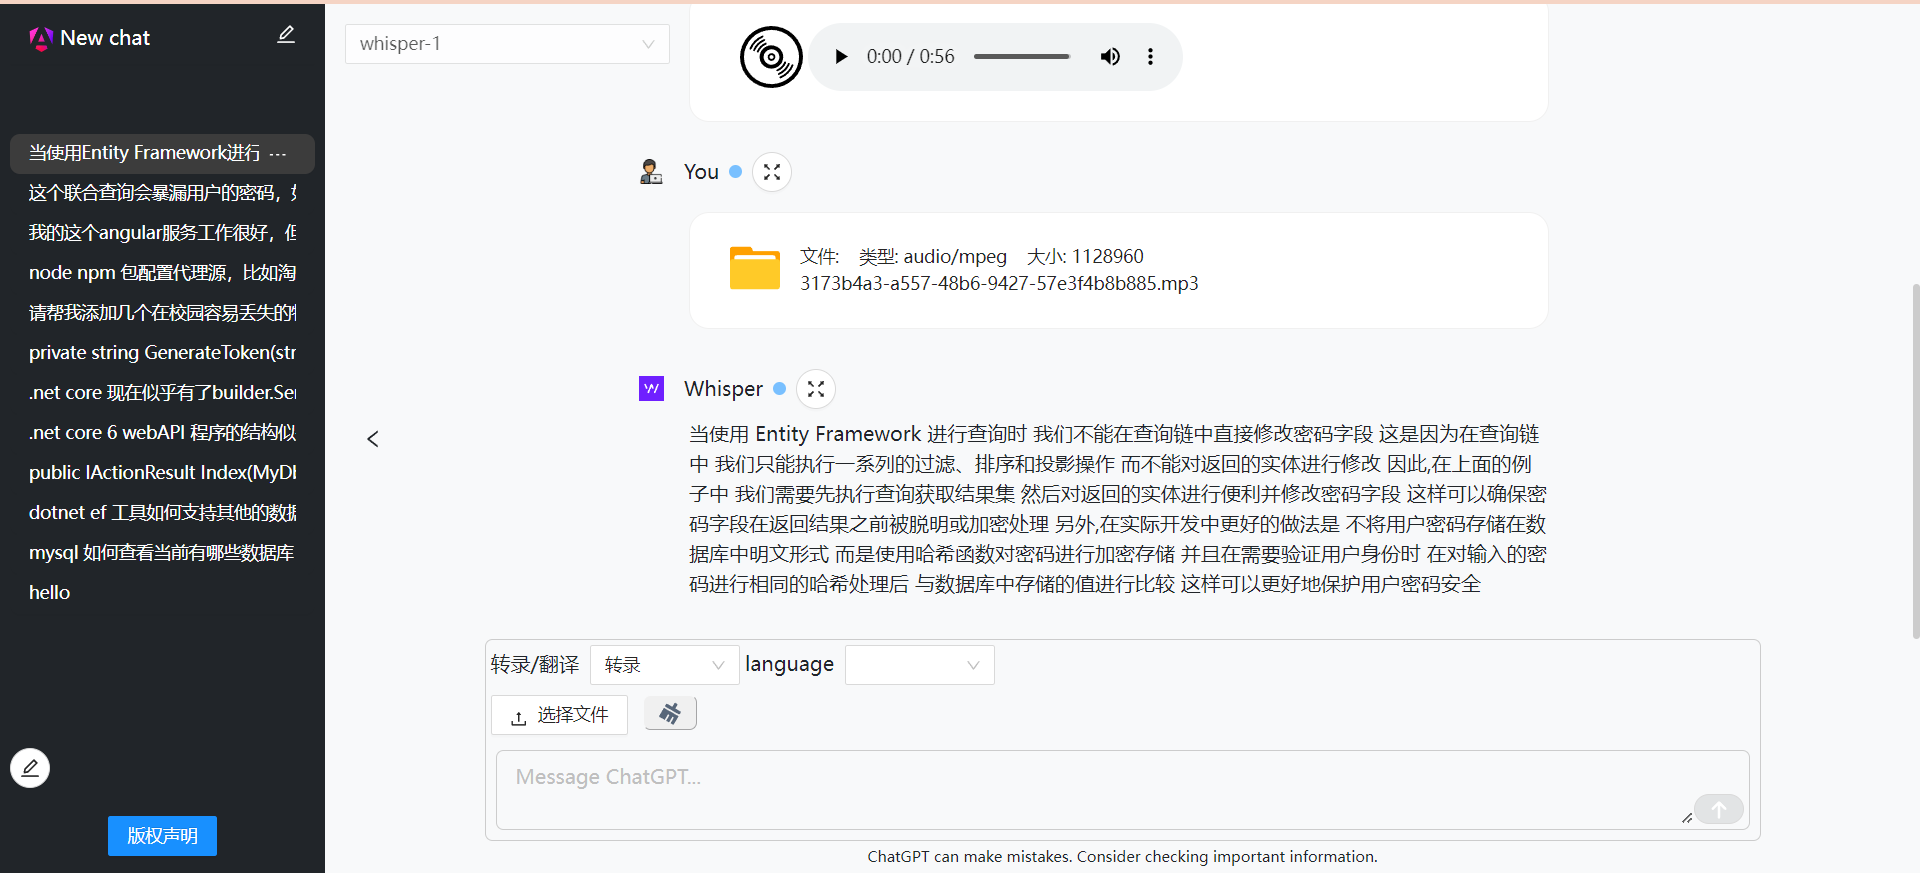 New chat
当使用Entity Framework进行 ...
这个联合查询会暴漏用户的密码，
我的这个angular服务工作很好，但
node npm 包配置代理源，比如淘
请帮我添加几个在校园容易丢失的
private string GenerateToken(str
.net core 现在似乎有了builder.Ser
.net core 6 webAPI 程序的结构似
public IActionResult Index(MyDb
dotnet ef 工具如何支持其他的数据
mysql 如何查看当前有哪些数据库
hello
版权声明
whisper-1
0:00 / 0:56
You
文件: 类型: audio/mpeg 大小: 1128960
3173b4a3-a557-48b6-9427-57e3f4b8b885.mp3
Whisper
当使用 Entity Framework 进行查询时 我们不能在查询链中直接修改密码字段 这是因为在查询链
中 我们只能执行一系列的过滤、排序和投影操作 而不能对返回的实体进行修改 因此,在上面的例
子中 我们需要先执行查询获取结果集 然后对返回的实体进行便利并修改密码字段 这样可以确保密
码字段在返回结果之前被脱明或加密处理 另外,在实际开发中更好的做法是 不将用户密码存储在数
据库中明文形式 而是使用哈希函数对密码进行加密存储 并且在需要验证用户身份时 在对输入的密
码进行相同的哈希处理后 与数据库中存储的值进行比较 这样可以更好地保护用户密码安全
转录/翻译 转录 language
选择文件
Message ChatGPT...
ChatGPT can make mistakes. Consider checking important information.